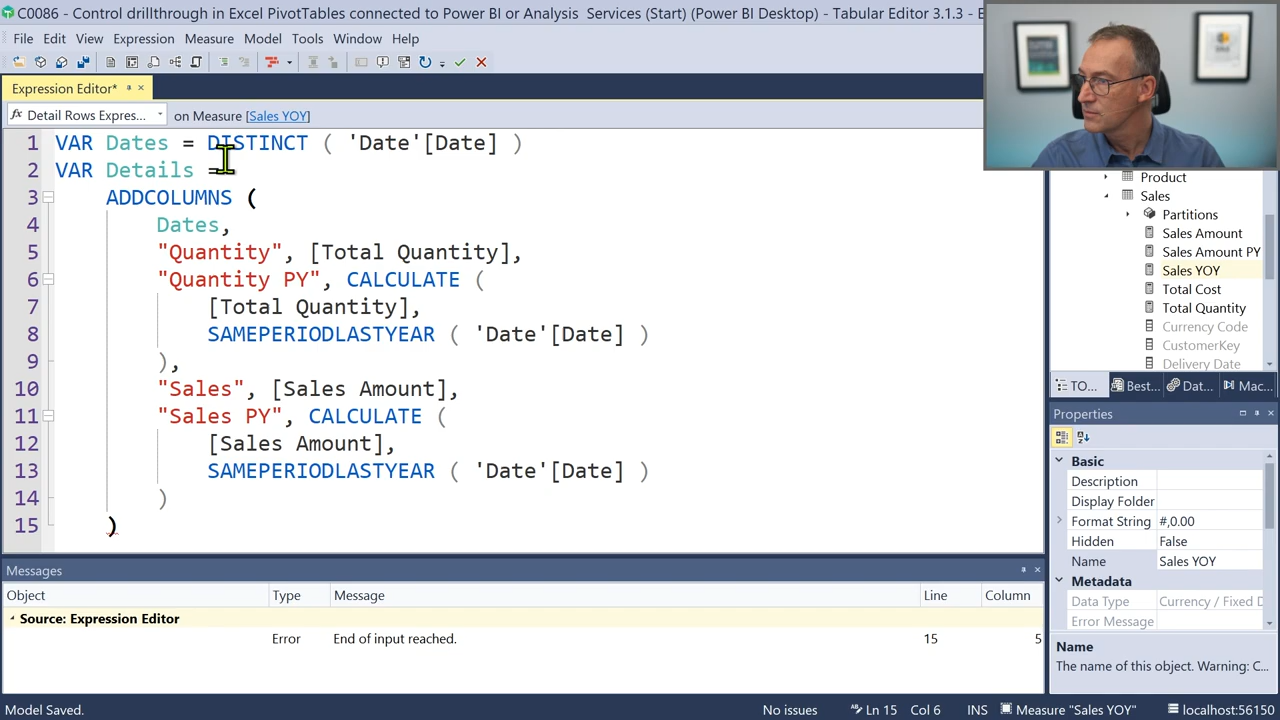 C0086 - Control drillthrough in Excel PivotTables connected to Power BI or Analysis Services (Start) (Power BI Desktop) - Tabular Editor 3.1.3 - E
File Edit View Expression Measure Model Tools Window Help
Expression Editor*
Detail Rows Expres... on Measure [Sales YOY]
1 VAR Dates = DISTINCT ( 'Date'[Date] )
2 VAR Details =
3 ADDCOLUMNS (
4 Dates,
5 "Quantity", [Total Quantity],
6 "Quantity PY", CALCULATE (
7 [Total Quantity],
8 SAMEPERIODLASTYEAR ( 'Date'[Date] )
9 ),
10 "Sales", [Sales Amount],
11 "Sales PY", CALCULATE (
12 [Sales Amount],
13 SAMEPERIODLASTYEAR ( 'Date'[Date] )
14 )
15 )
Product
Sales
Partitions
Sales Amount
Sales Amount PY
Sales YOY
Total Cost
Total Quantity
Currency Code
CustomerKey
Delivery Date
TO... Best... Dat... Mac...
Properties
Basic
Description
Display Folder
Format String #,0.00
Hidden False
Name Sales YOY
Metadata
Data Type Currency / Fixed D
Error Message
Name
The name of this object. Warning: C...
Messages
Object Type Message Line Column
Source: Expression Editor
Error End of input reached. 15 5
Model Saved. No issues Ln 15 Col 6 INS Measure "Sales YOY" localhost:56150